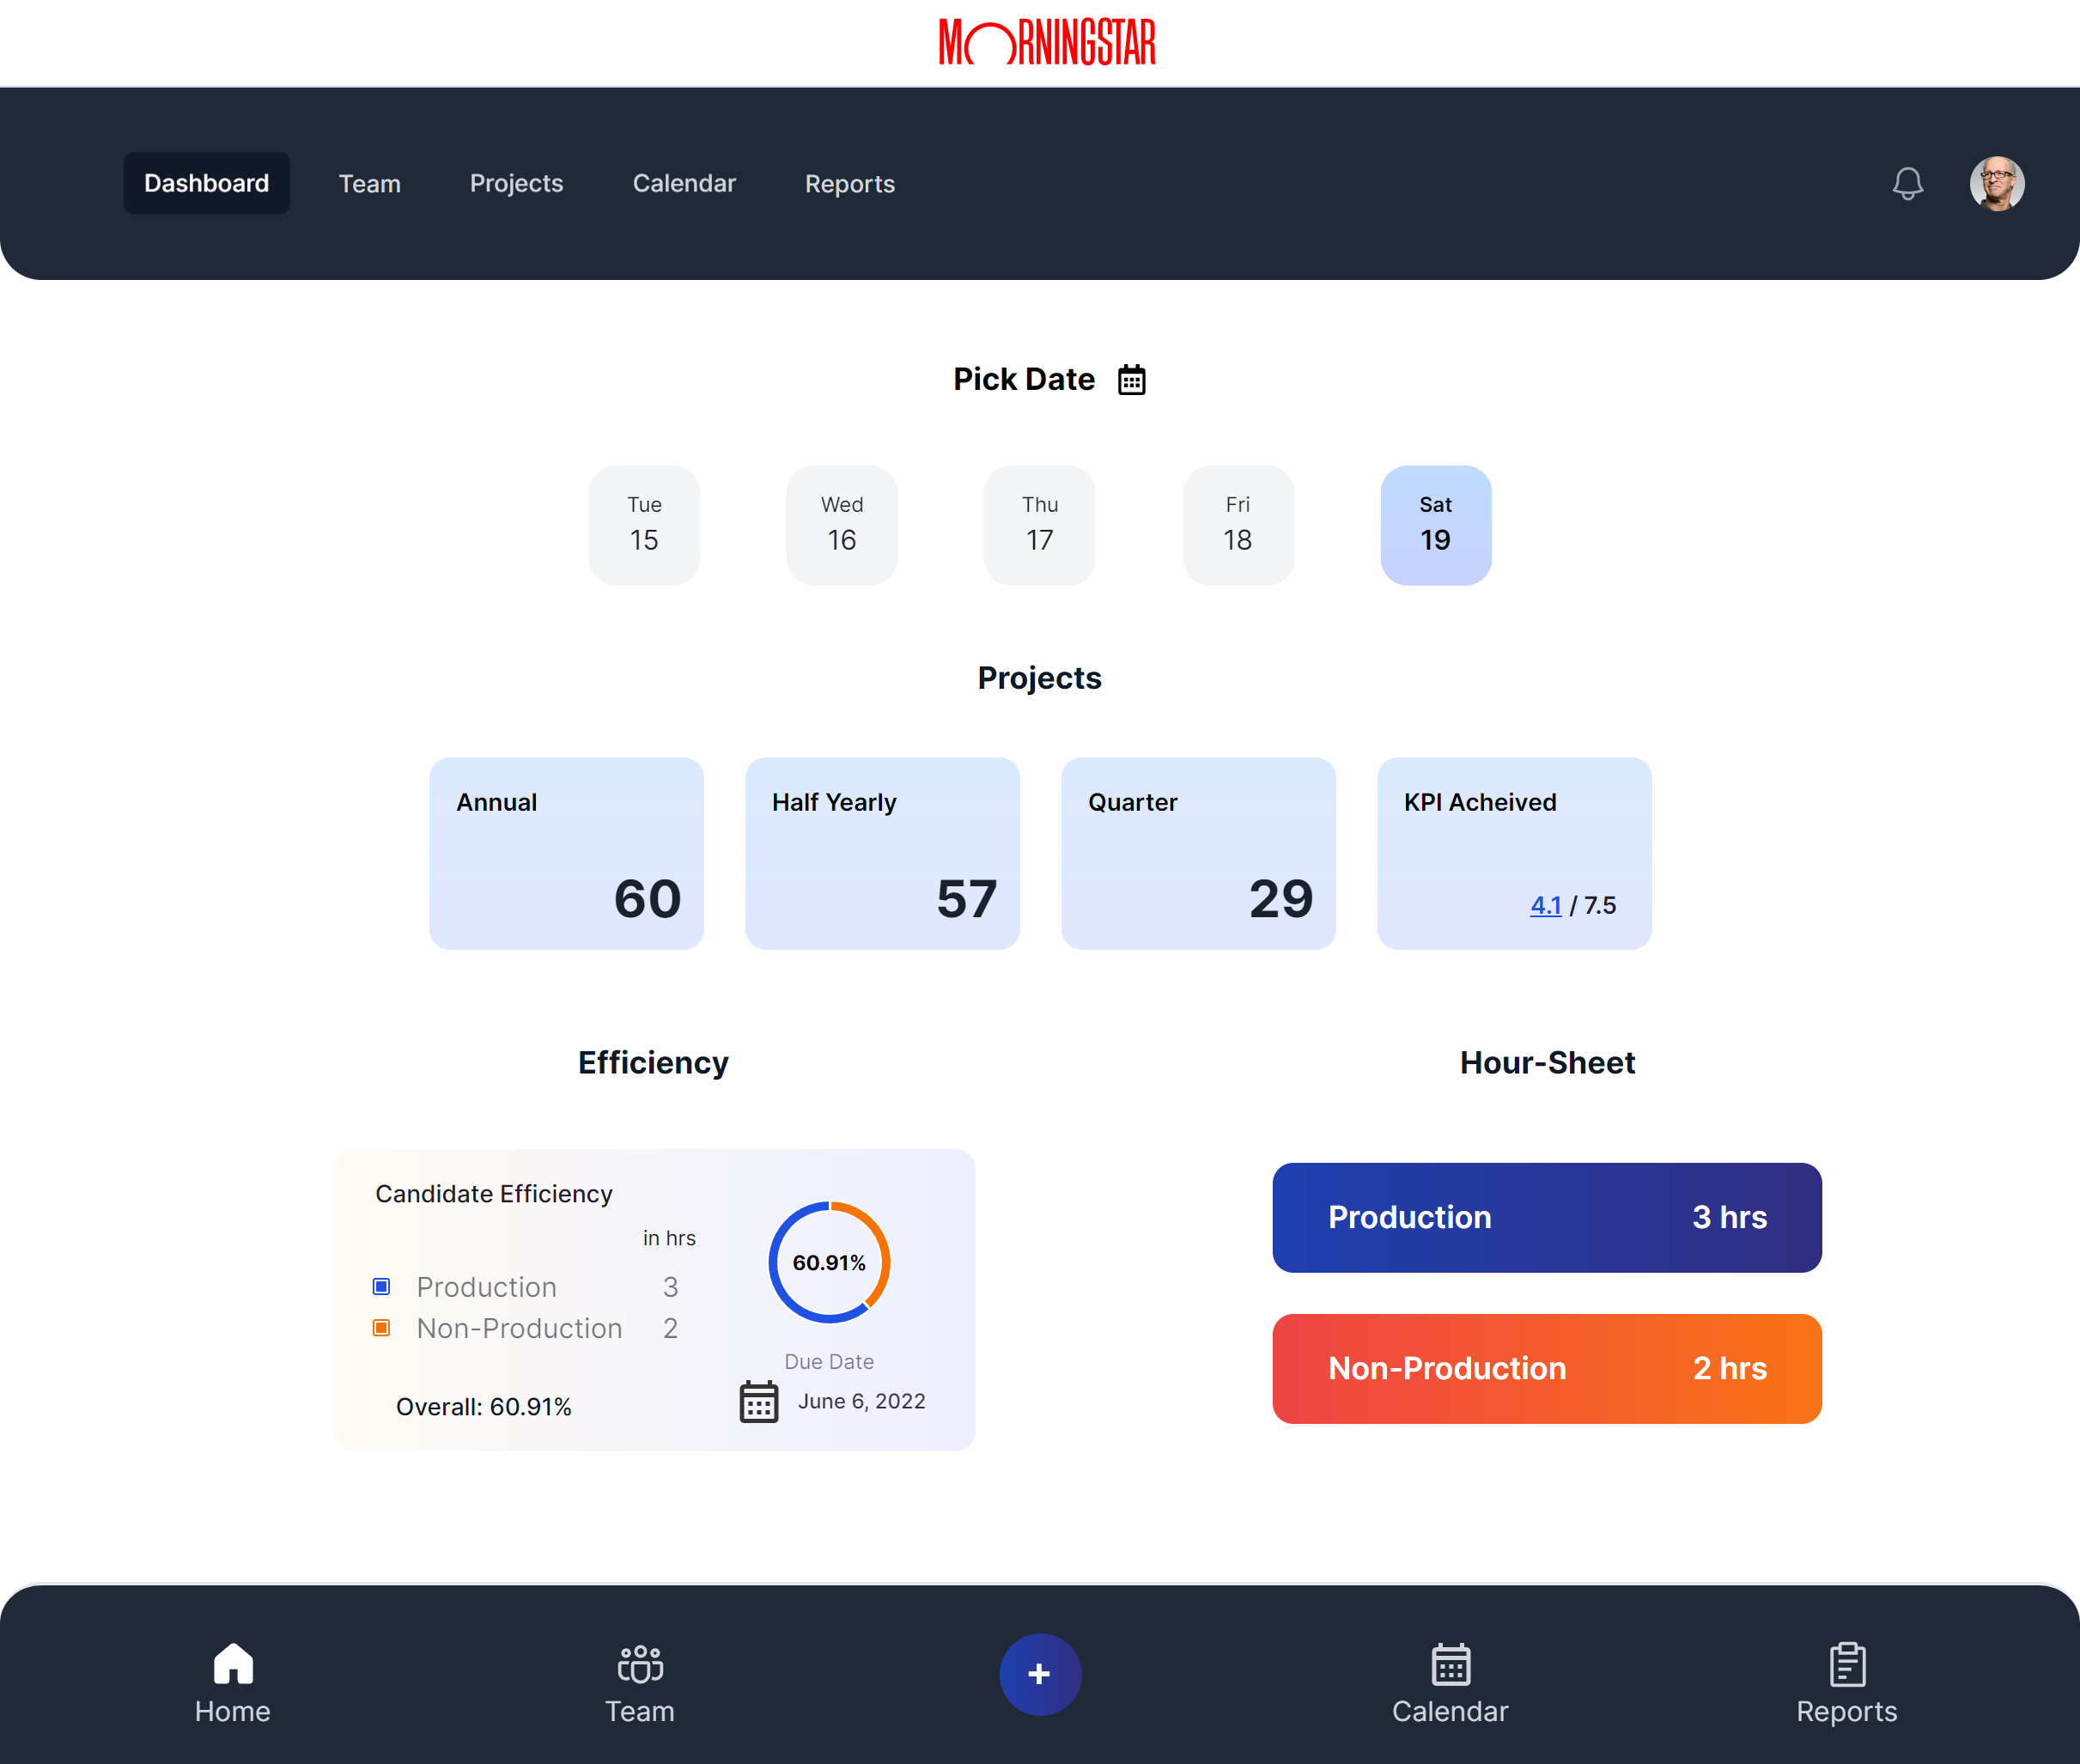 MORNINGSTAR
Dashboard Team Projects Calendar Reports
Pick Date
Tue Wed Thu Fri Sat
15 16 17 18 19
Projects
Annual Half Yearly Quarter KPI Acheived
60 57 29 4.1 / 7.5
Efficiency
Candidate Efficiency
in hrs
Production 3
Non-Production 2
Overall: 60.91%
60.91%
Due Date
June 6, 2022
Hour-Sheet
Production 3 hrs
Non-Production 2 hrs
Home Team + Calendar Reports